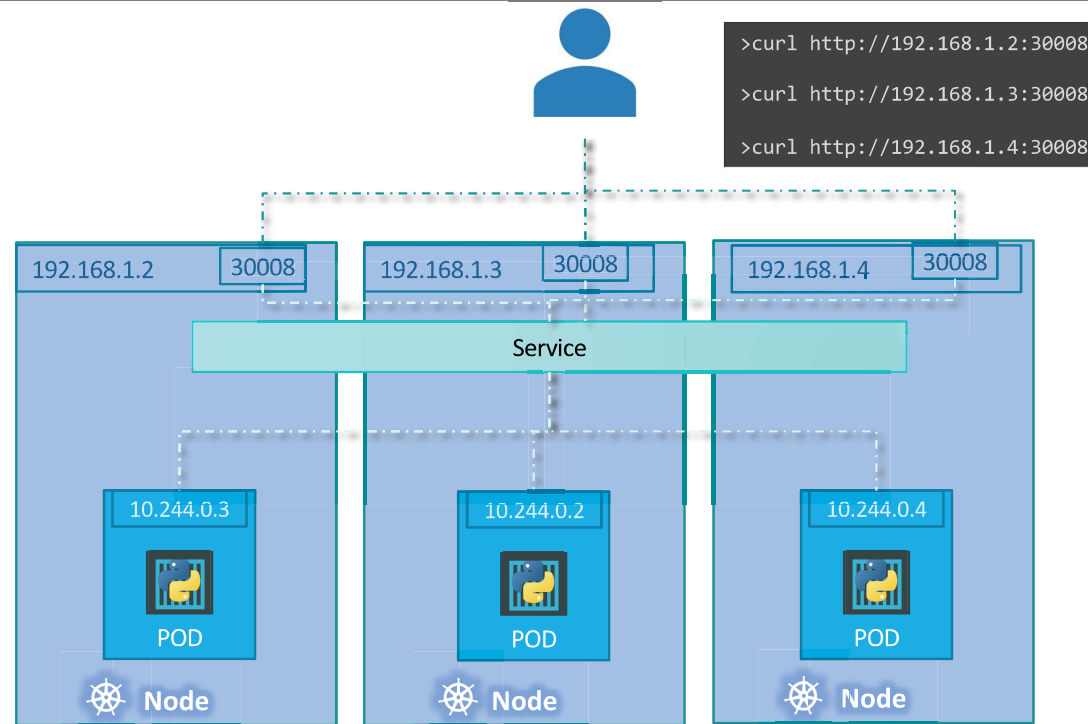 >curl http://192.168.1.2:30008
>curl http://192.168.1.3:30008
>curl http://192.168.1.4:30008
192.168.1.2
30008
192.168.1.3
30008
192.168.1.4
30008
Service
10.244.0.3
10.244.0.2
10.244.0.4
POD
POD
POD
Node
Node
Node